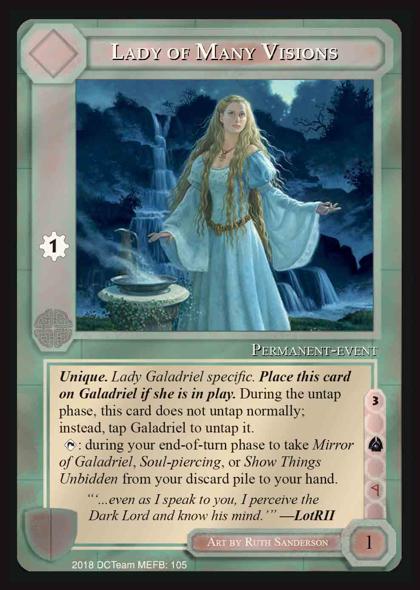 Lady of Many Visions
1
Permanent-event
Unique. Lady Galadriel specific. Place this card
on Galadriel if she is in play. During the untap
phase, this card does not untap normally;
instead, tap Galadriel to untap it.
: during your end-of-turn phase to take Mirror
of Galadriel, Soul-piercing, or Show Things
Unbidden from your discard pile to your hand.
“‘...even as I speak to you, I perceive the
Dark Lord and know his mind.’” —LotRII
3
Art by Ruth Sanderson
1
2018 DCTeam MEFB: 105